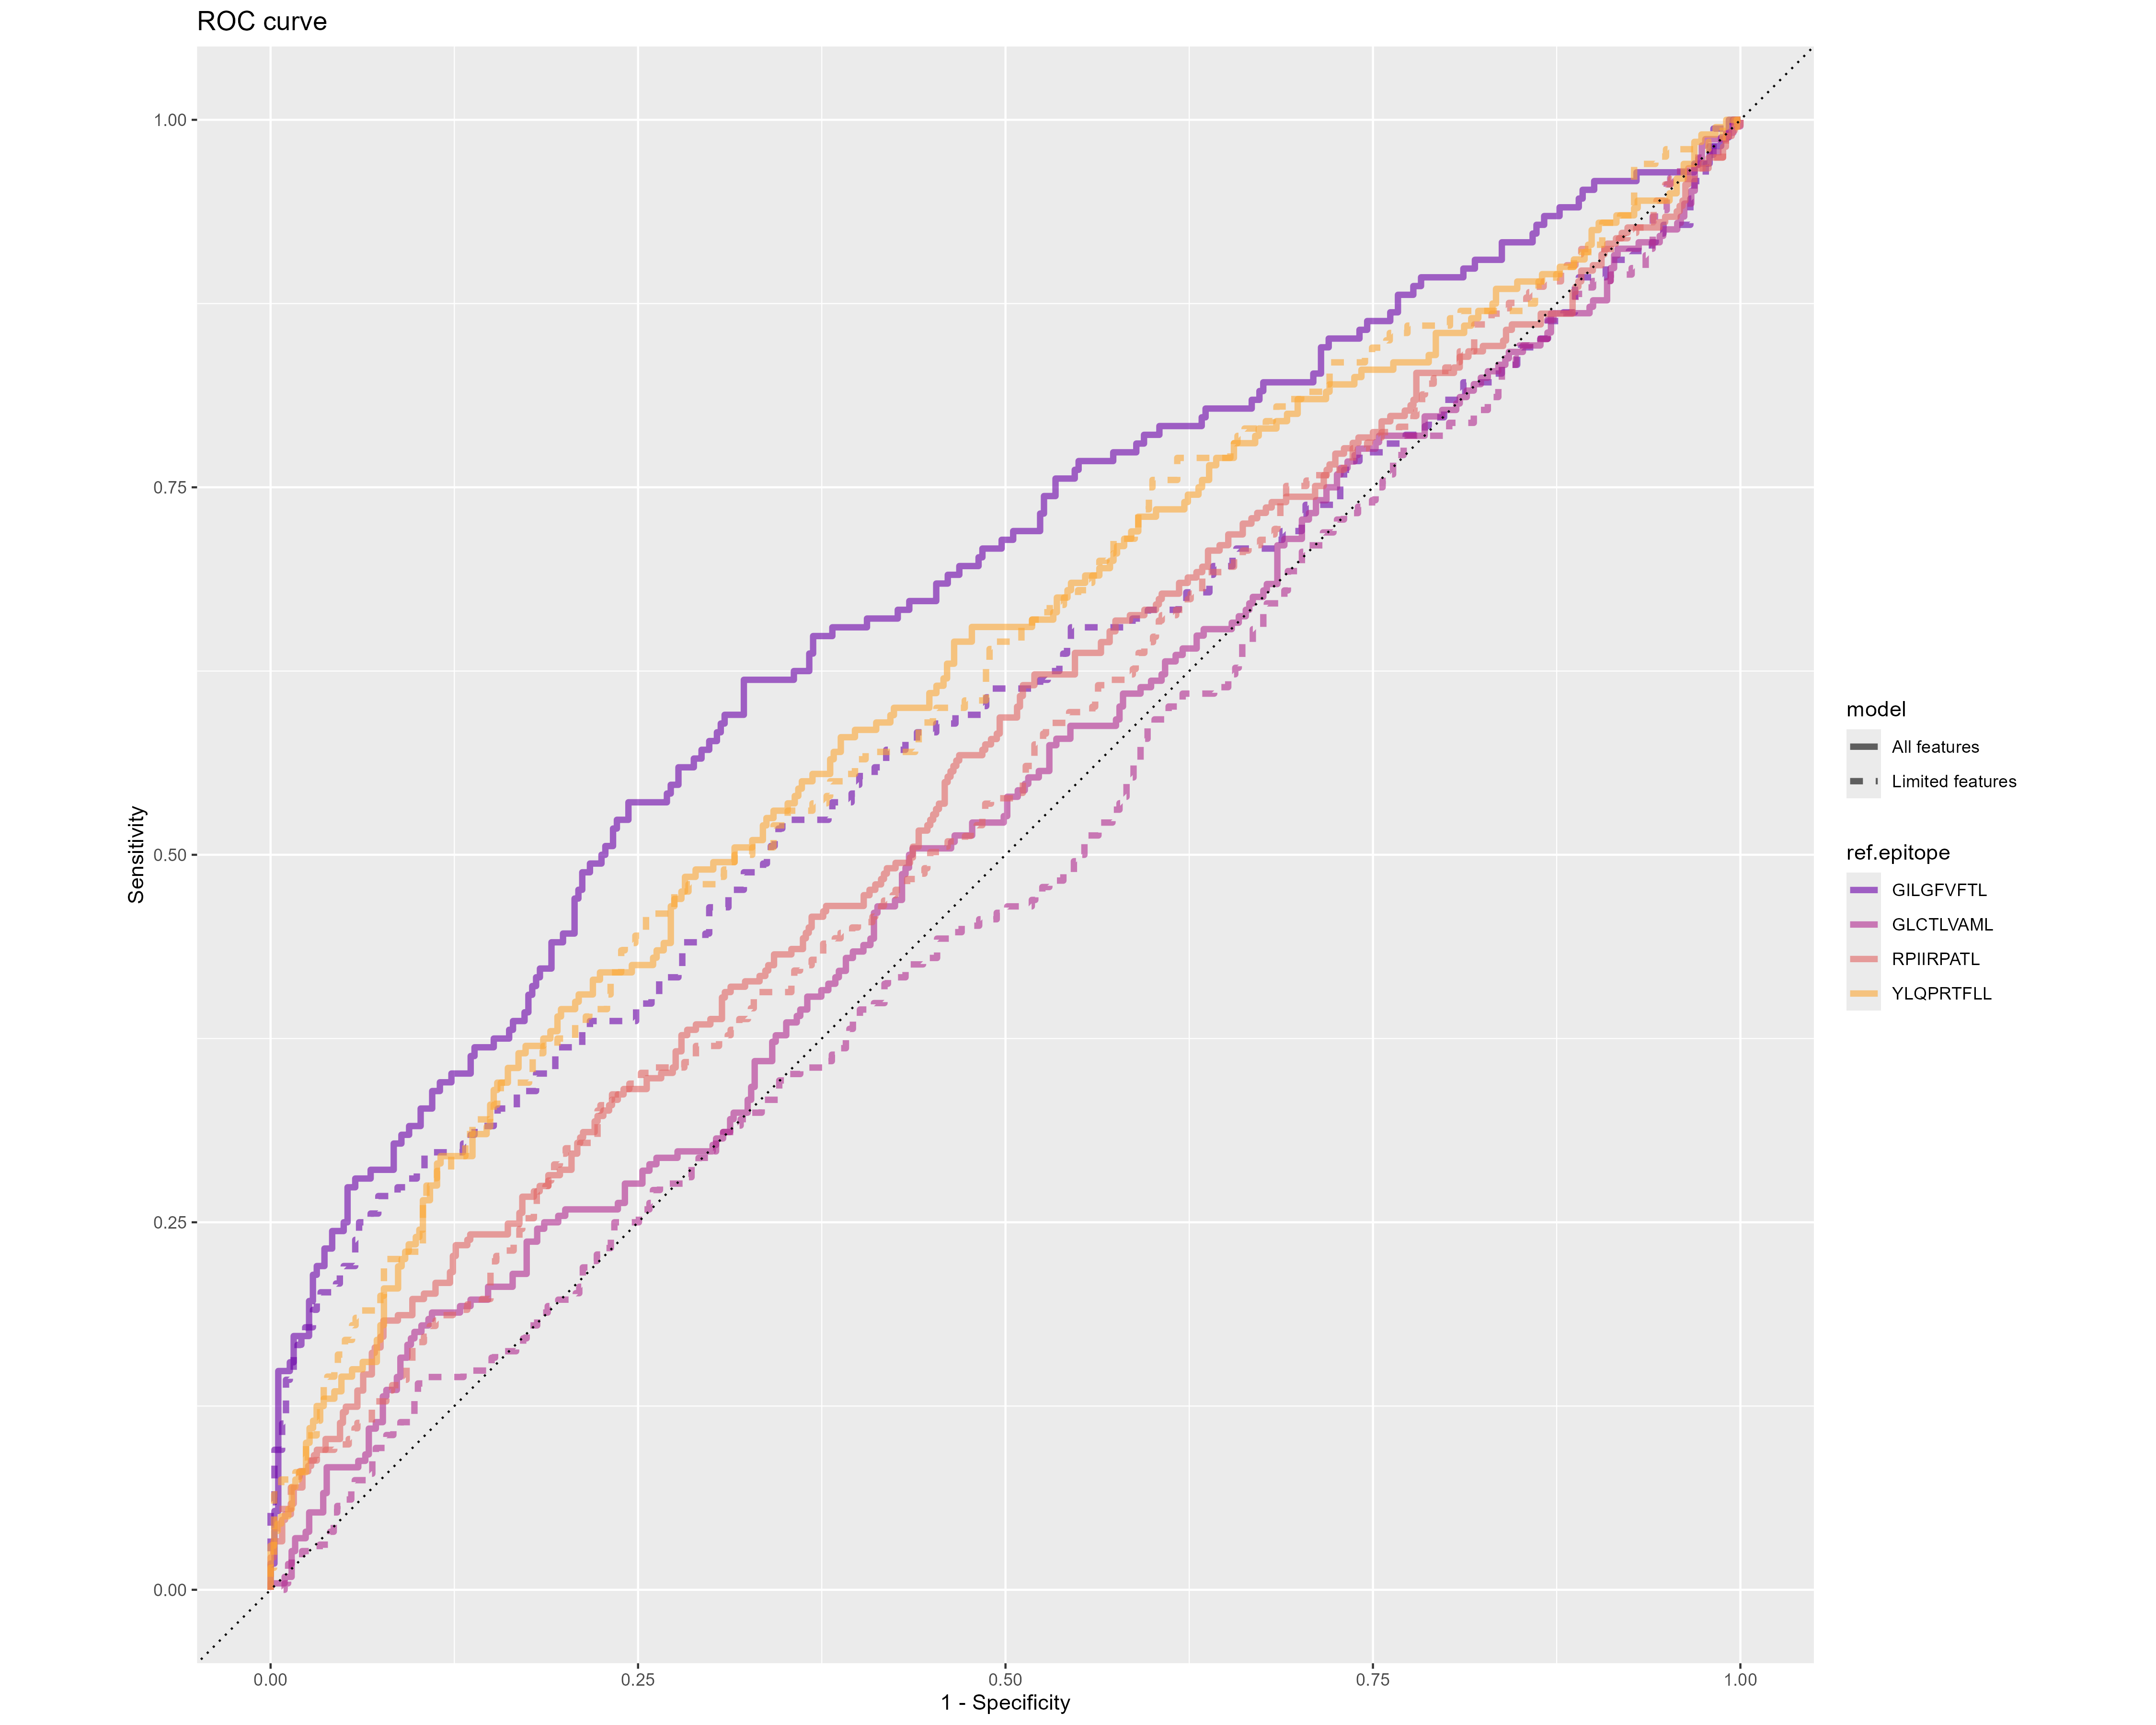 ROC curve
1.00
0.75
0.50
0.25
0.00
Sensitivity
0.00
0.25
0.50
0.75
1.00
1 - Specificity
model
All features
Limited features
ref.epitope
GILGFVFTL
GLCTLVAML
RPIIRPATL
YLQPRTFLL